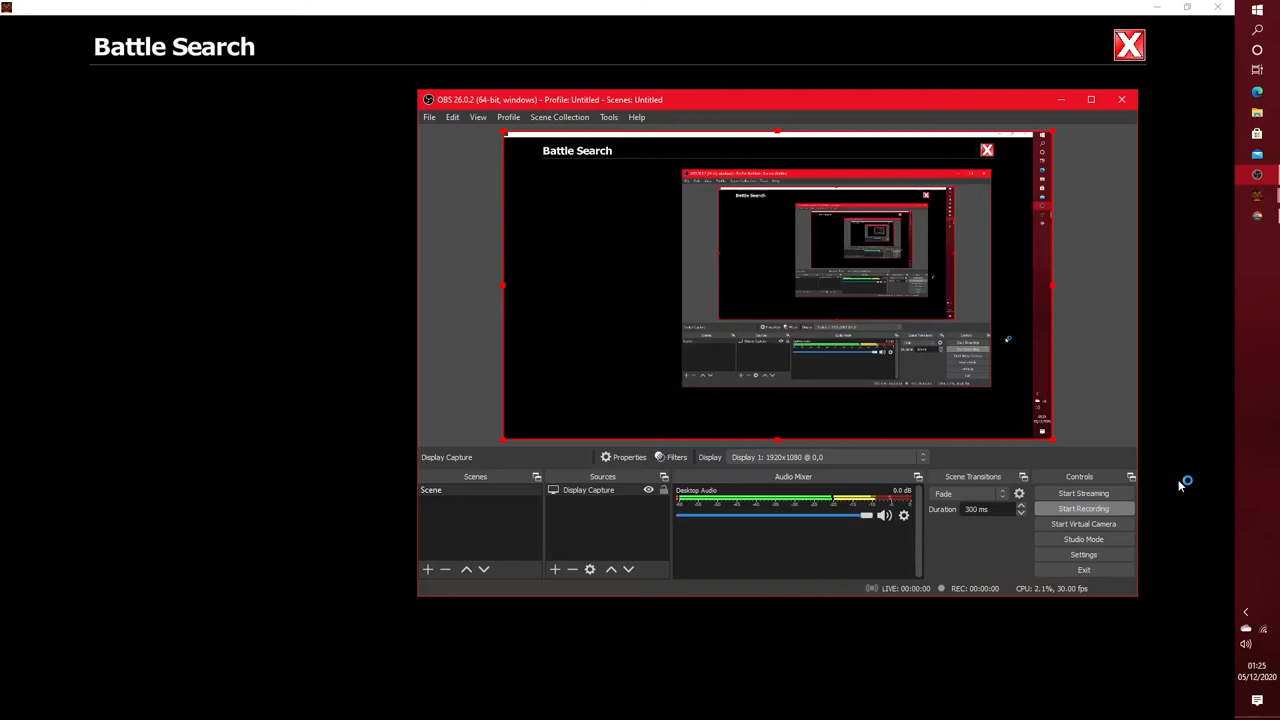 Battle Search
X
OBS 26.0.2 (64-bit, windows) - Profile: Untitled - Scenes: Untitled
File Edit View Profile Scene Collection Tools Help
Battle Search
X
Battle Search
Display Capture Properties Filters Display Display 1: 1920x1080 @ 0,0
Scenes Sources Audio Mixer Scene Transitions Controls
Scene Display Capture Desktop Audio 0.0 dB Fade Start Streaming
Duration 300 ms Start Recording
Start Virtual Camera
Studio Mode
Settings
Exit
LIVE: 00:00:00 REC: 00:00:00 CPU: 2.1%, 30.00 fps
01:25
05/12/2020